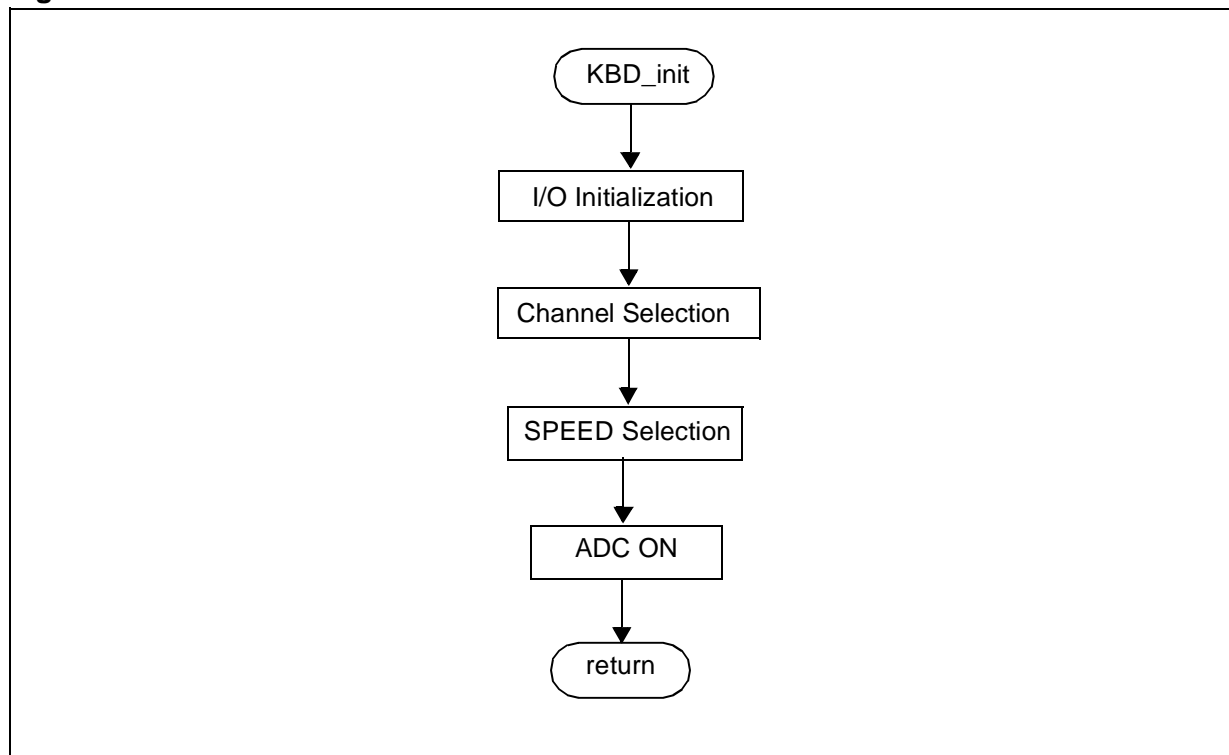 KBD_init
I/O Initialization
Channel Selection
SPEED Selection
ADC ON
return